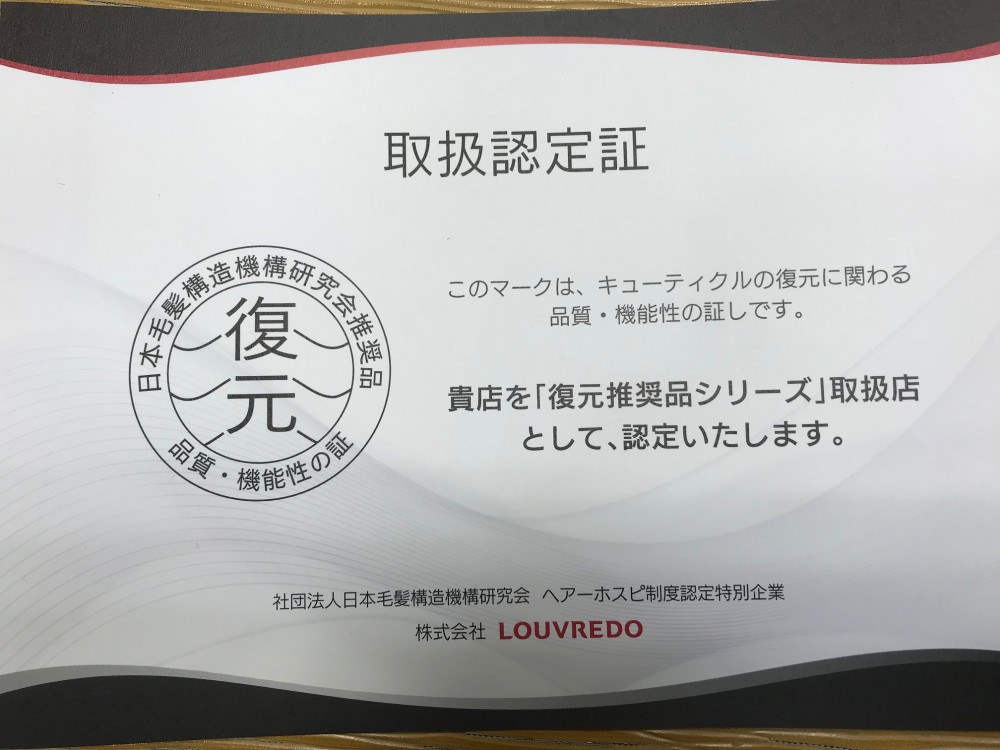 取扱認定証
日本毛髪構造機構研究会推奨品
復元
品質・機能性の証
このマークは、キューティクルの復元に関わる
品質・機能性の証しです。
貴店を「復元推奨品シリーズ」取扱店
として、認定いたします。
社団法人日本毛髪構造機構研究会 ヘアーホスピ制度認定特別企業
株式会社 LOUVREDO